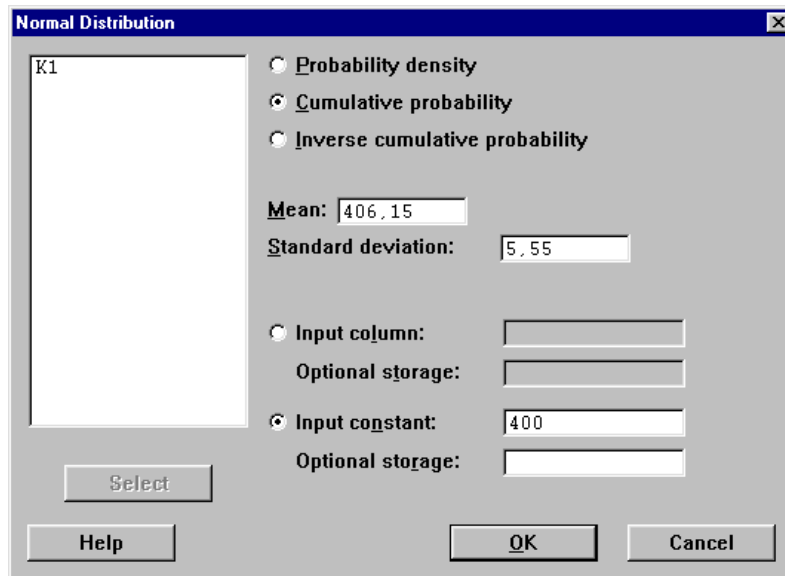 Normal Distribution
K1
Probability density
Cumulative probability
Inverse cumulative probability
Mean: 406,15
Standard deviation: 5,55
Input column:
Optional storage:
Input constant: 400
Optional storage:
Select
Help OK Cancel